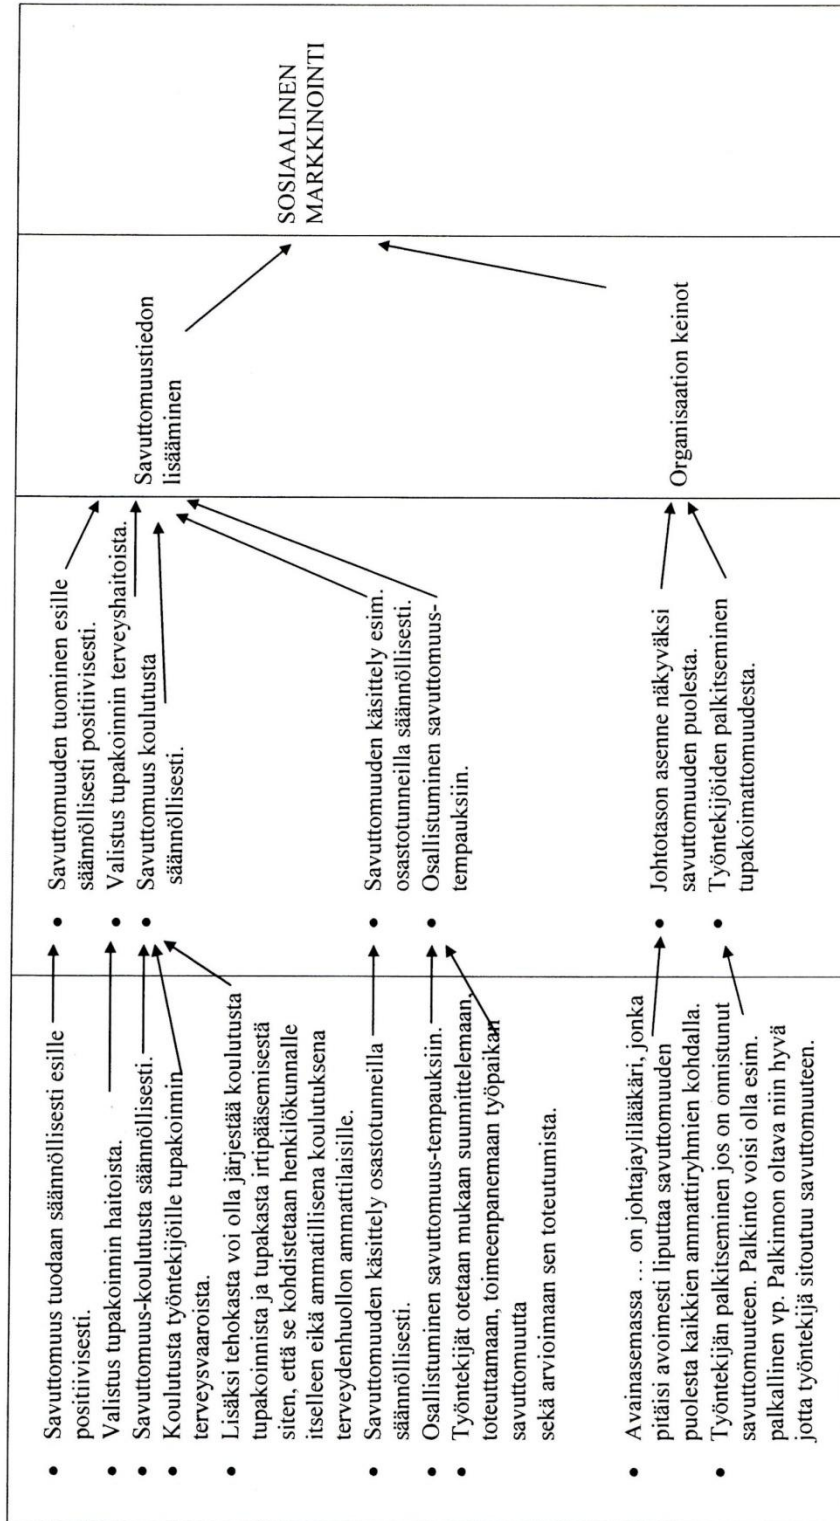 • Savuttomuus tuodaan säännöllisesti esille
positiivisesti.
• Valistus tupakoinnin haitoista.
• Savuttomuus-koulutusta säännöllisesti.
• Koulutusta työntekijöille tupakoinnin
terveysvaaroista.
• Lisäksi tehokasta voi olla järjestää koulutusta
tupakoinnista ja tupakasta irtipääsemisestä
siten, että se kohdistetaan henkilökunnalle
itselleen eikä ammatillisena koulutuksena
terveydenhuollon ammattilaisille.
• Savuttomuuden käsittely osastotunneilla
säännöllisesti.
• Osallistuminen savuttomuus-tempauksiin.
• Työntekijät otetaan mukaan suunnittelemaan,
toteuttamaan, toimeenpanemaan työpaikan
savuttomuutta
sekä arvioimaan sen toteutumista.
• Avainasemassa ... on johtajaylilääkäri, jonka
pitäisi avoimesti liputtaa savuttomuuden
puolesta kaikkien ammattiryhmien kohdalla.
• Työntekijän palkitseminen jos on onnistunut
savuttomuuteen. Palkinto voisi olla esim.
palkallinen vp. Palkinnon oltava niin hyvä
jotta työntekijä sitoutuu savuttomuuteen.
• Savuttomuuden tuominen esille
säännöllisesti positiivisesti.
• Valistus tupakoinnin terveyshaitoista.
• Savuttomuus koulutusta
säännöllisesti.
• Savuttomuuden käsittely esim.
osastotunneilla säännöllisesti.
• Osallistuminen savuttomuus-
tempauksiin.
• Johtotason asenne näkyväksi
savuttomuuden puolesta.
• Työntekijöiden palkitseminen
tupakoimattomuudesta.
Savuttomuustiedon
lisääminen
Organisaation keinot
SOSIAALINEN
MARKKINOINTI